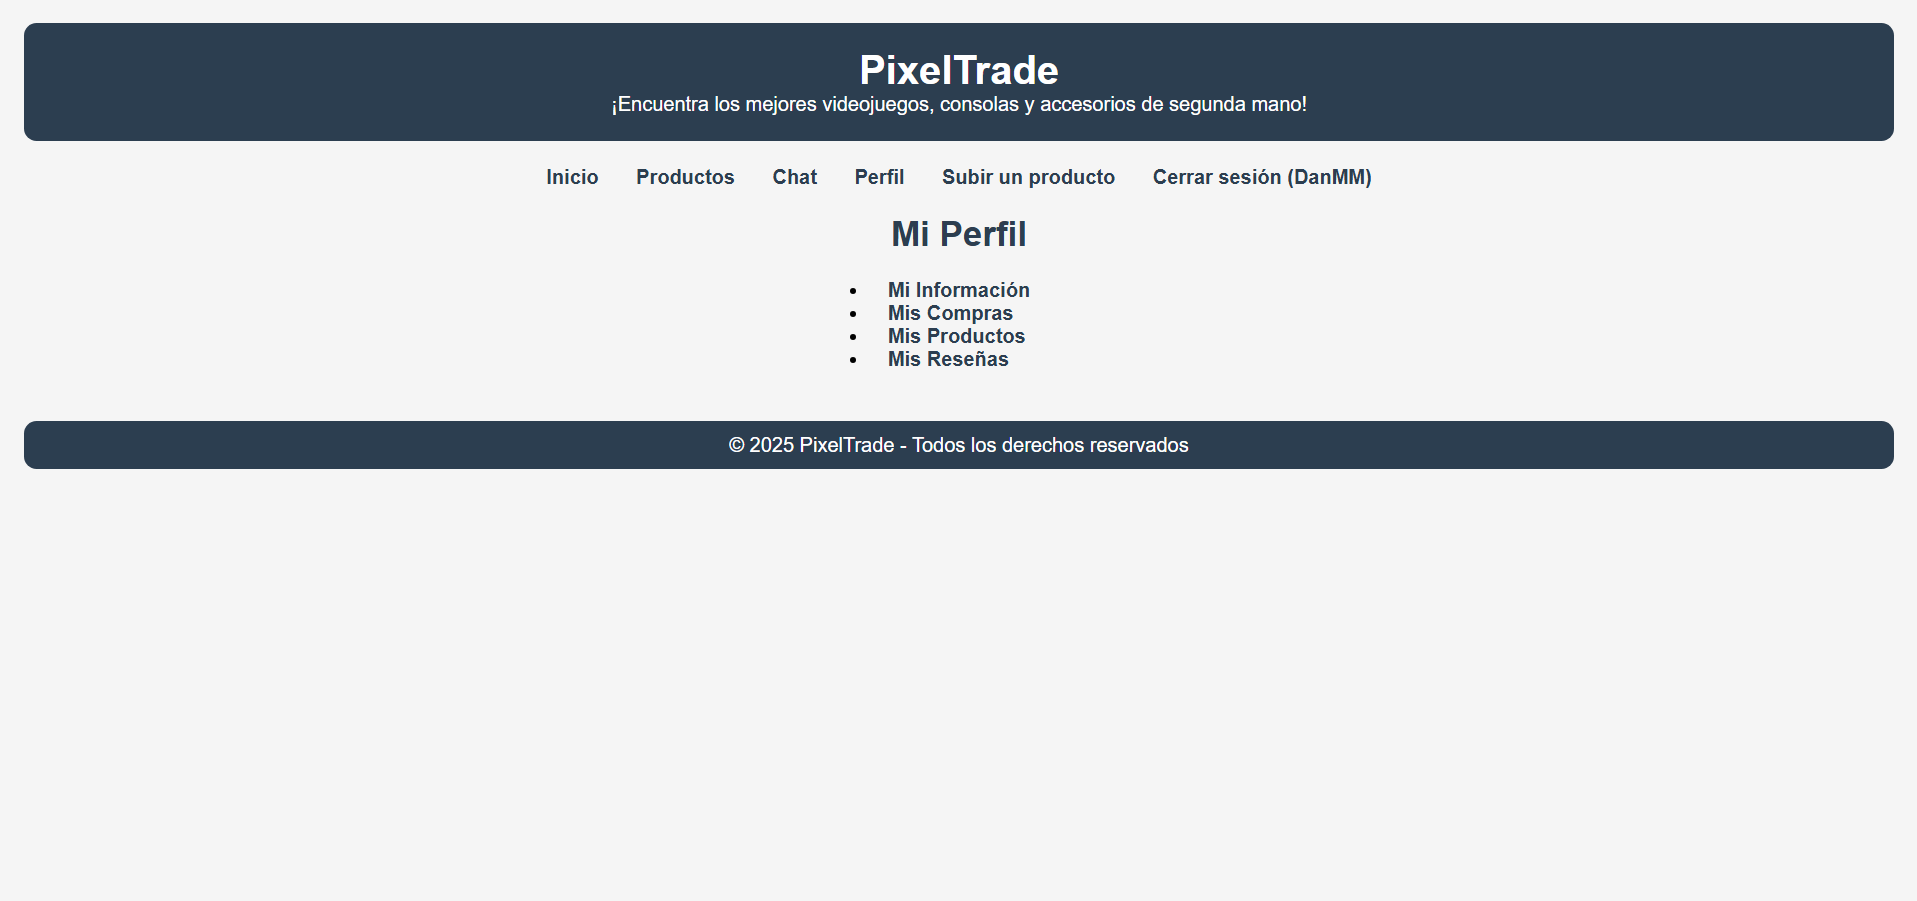 PixelTrade
¡Encuentra los mejores videojuegos, consolas y accesorios de segunda mano!
Inicio Productos Chat Perfil Subir un producto Cerrar sesión (DanMM)
Mi Perfil
Mi Información
Mis Compras
Mis Productos
Mis Reseñas
© 2025 PixelTrade - Todos los derechos reservados